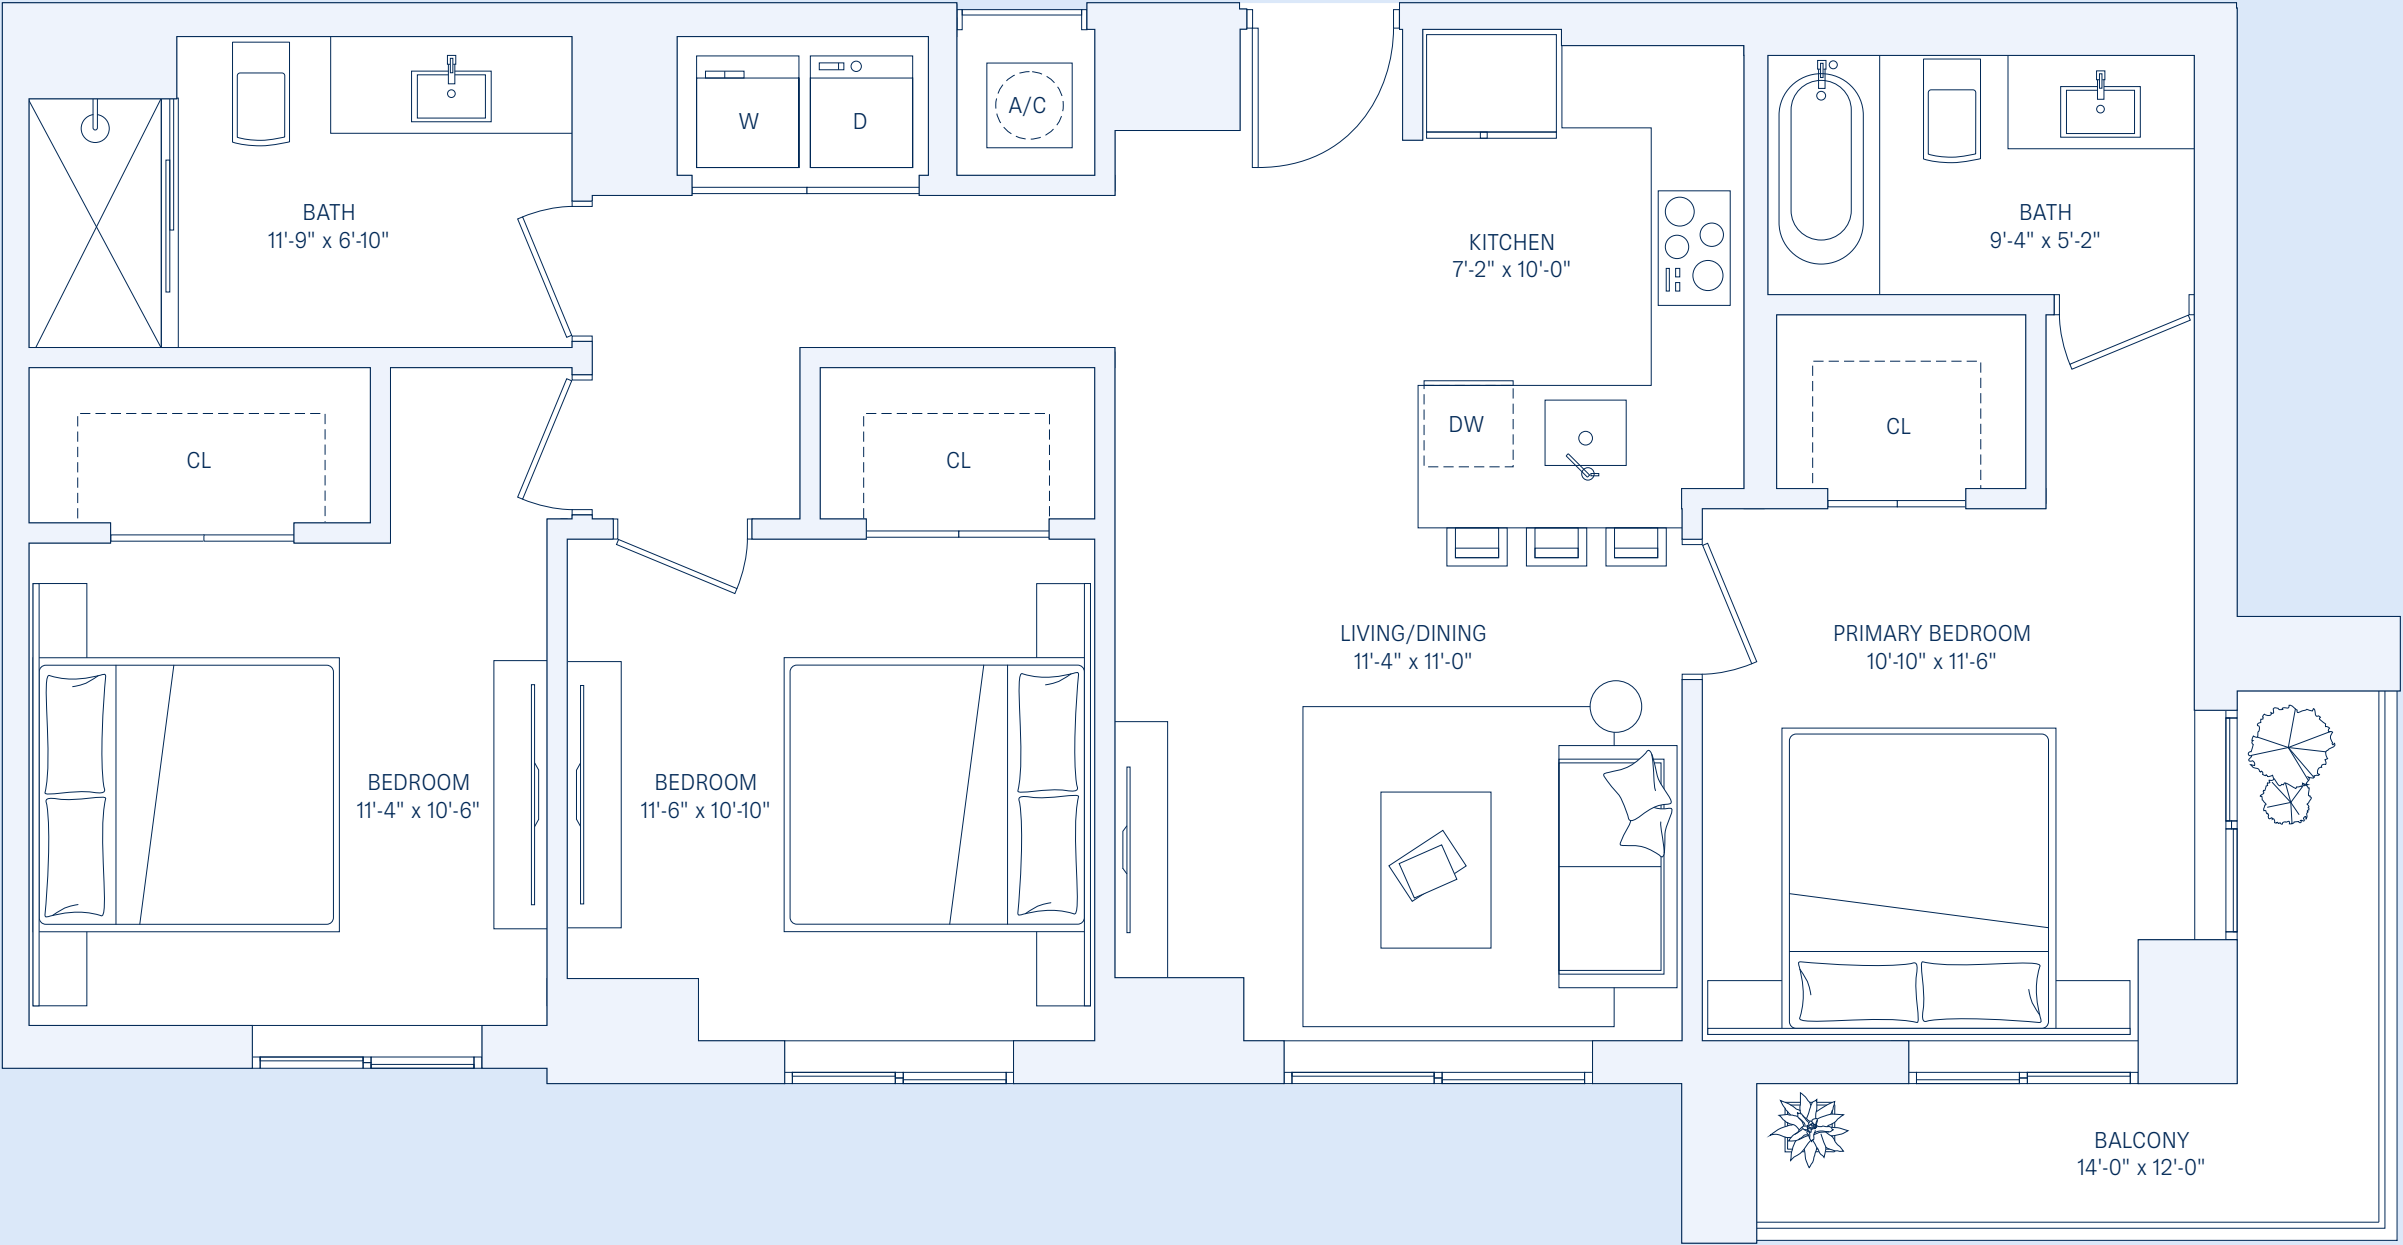 BATH
11'-9" x 6'-10"
W
D
A/C
KITCHEN
7'-2" x 10'-0"
BATH
9'-4" x 5'-2"
CL
CL
DW
CL
LIVING/DINING
11'-4" x 11'-0"
PRIMARY BEDROOM
10'-10" x 11'-6"
BEDROOM
11'-4" x 10'-6"
BEDROOM
11'-6" x 10'-10"
BALCONY
14'-0" x 12'-0"